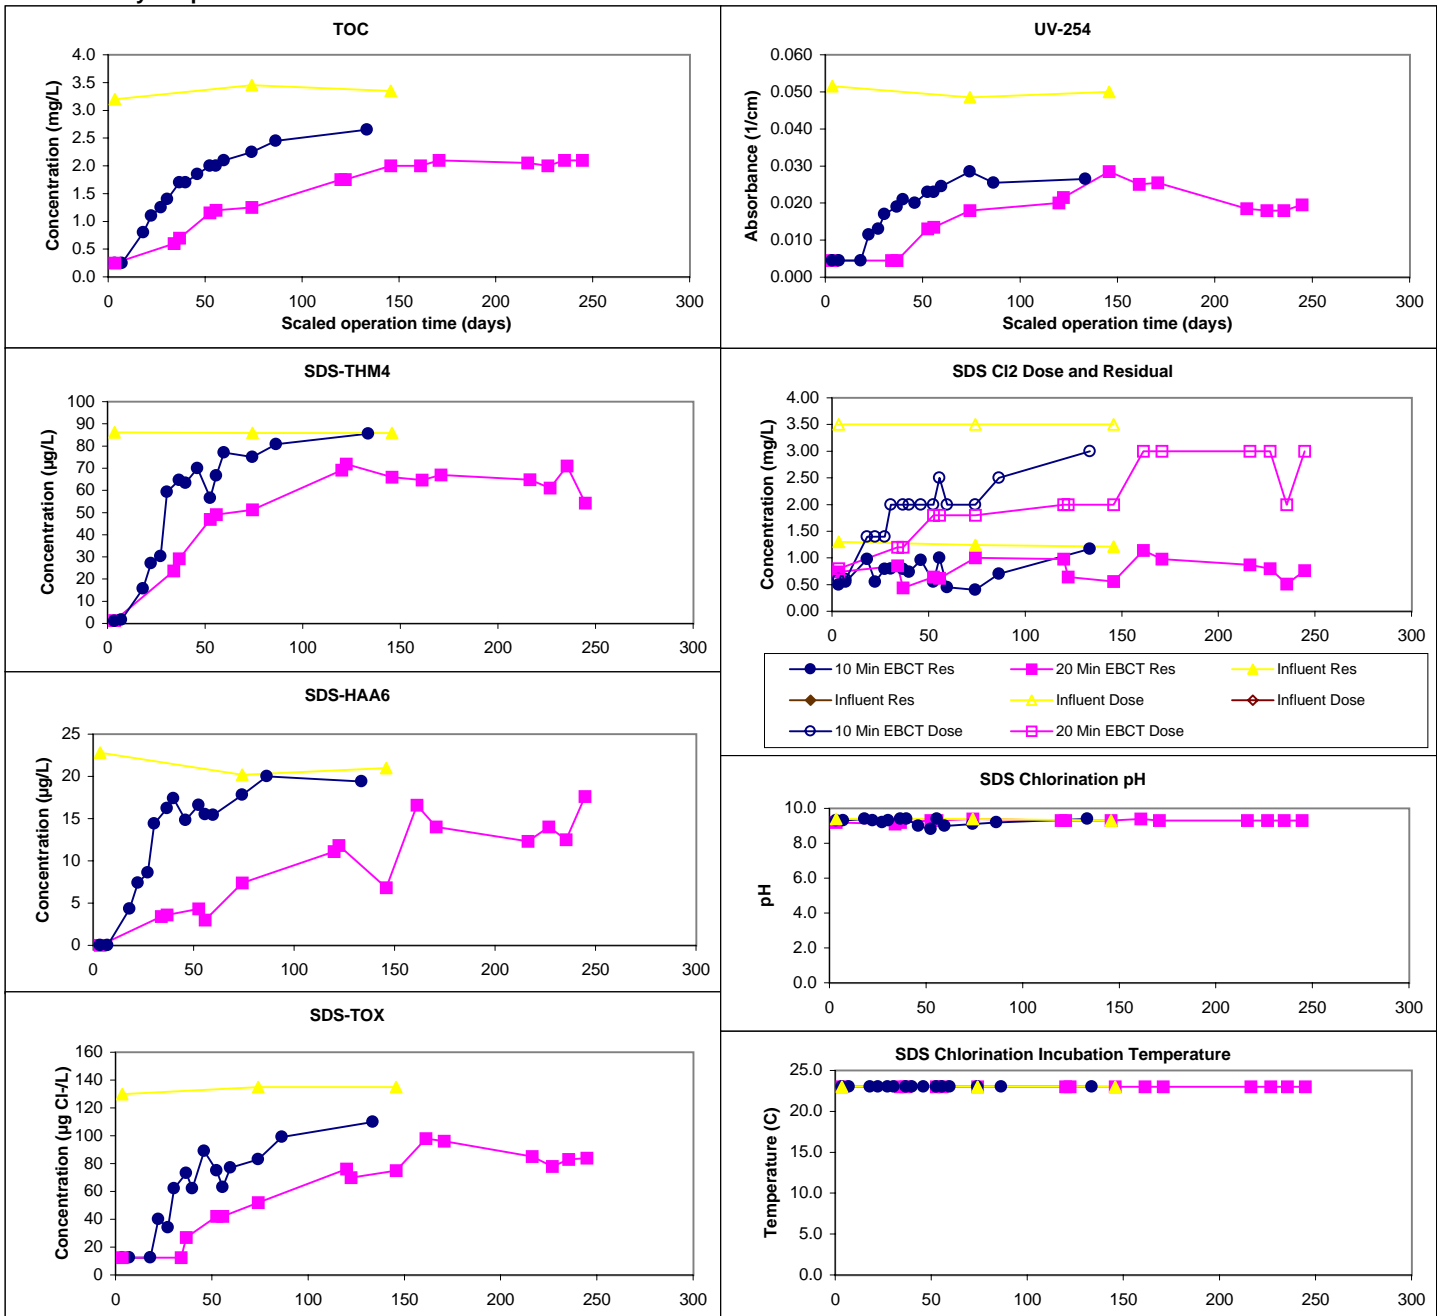 TOC
Concentration (mg/L)
4.0
3.5
3.0
2.5
2.0
1.5
1.0
0.5
0.0
0 50 100 150 200 250 300
Scaled operation time (days)
UV-254
Absorbance (1/cm)
0.060
0.050
0.040
0.030
0.020
0.010
0.000
0 50 100 150 200 250 300
Scaled operation time (days)
SDS-THM4
Concentration (µg/L)
100
90
80
70
60
50
40
30
20
10
0
0 50 100 150 200 250 300
SDS Cl2 Dose and Residual
Concentration (mg/L)
4.00
3.50
3.00
2.50
2.00
1.50
1.00
0.50
0.00
0 50 100 150 200 250 300
10 Min EBCT Res 20 Min EBCT Res Influent Res
Influent Res Influent Dose Influent Dose
10 Min EBCT Dose 20 Min EBCT Dose
SDS-HAA6
Concentration (µg/L)
25
20
15
10
5
0
0 50 100 150 200 250 300
SDS Chlorination pH
pH
10.0
8.0
6.0
4.0
2.0
0.0
0 50 100 150 200 250 300
SDS-TOX
Concentration (µg Cl-/L)
160
140
120
100
80
60
40
20
0
0 50 100 150 200 250 300
SDS Chlorination Incubation Temperature
Temperature (C)
25.0
20.0
15.0
10.0
5.0
0.0
0 50 100 150 200 250 300